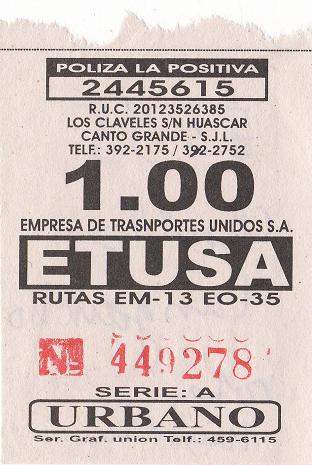 POLIZA LA POSITIVA
2445615
R.U.C. 20123526385
LOS CLAVELES S/N HUASCAR
CANTO GRANDE - S.J.L.
TELF.: 392-2175 / 392-2752
1.00
EMPRESA DE TRASNPORTES UNIDOS S.A.
ETUSA
RUTAS EM-13 EO-35
Nº 449278
SERIE: A
URBANO
Ser. Graf. union Telf.: 459-6115